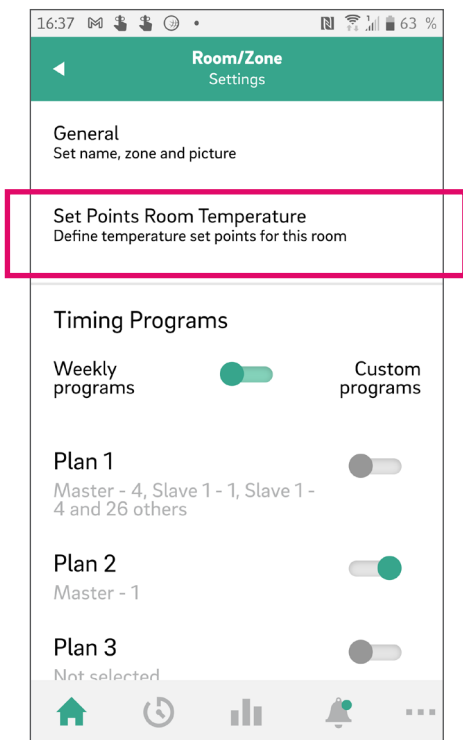 16:37
63 %
Room/Zone
Settings
General
Set name, zone and picture
Set Points Room Temperature
Define temperature set points for this room
Timing Programs
Weekly
programs
Custom
programs
Plan 1
Master - 4, Slave 1 - 1, Slave 1 -
4 and 26 others
Plan 2
Master - 1
Plan 3
Not selected